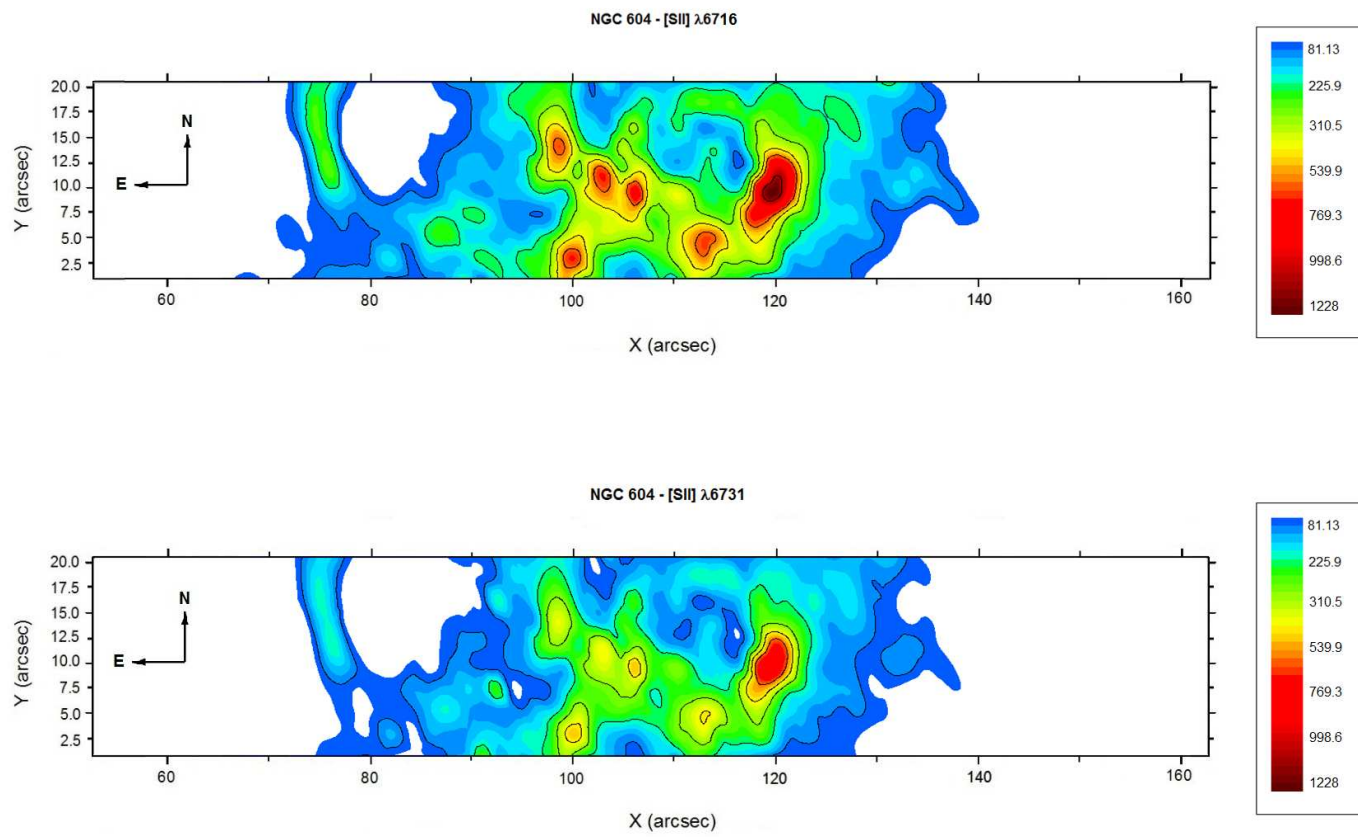 NGC 604 - [SII] λ6716
Y (arcsec)
20.0
17.5
15.0
12.5
10.0
7.5
5.0
2.5
N
E
60 80 100 120 140 160
X (arcsec)
81.13
225.9
310.5
539.9
769.3
998.6
1228
NGC 604 - [SII] λ6731
Y (arcsec)
20.0
17.5
15.0
12.5
10.0
7.5
5.0
2.5
N
E
60 80 100 120 140 160
X (arcsec)
81.13
225.9
310.5
539.9
769.3
998.6
1228